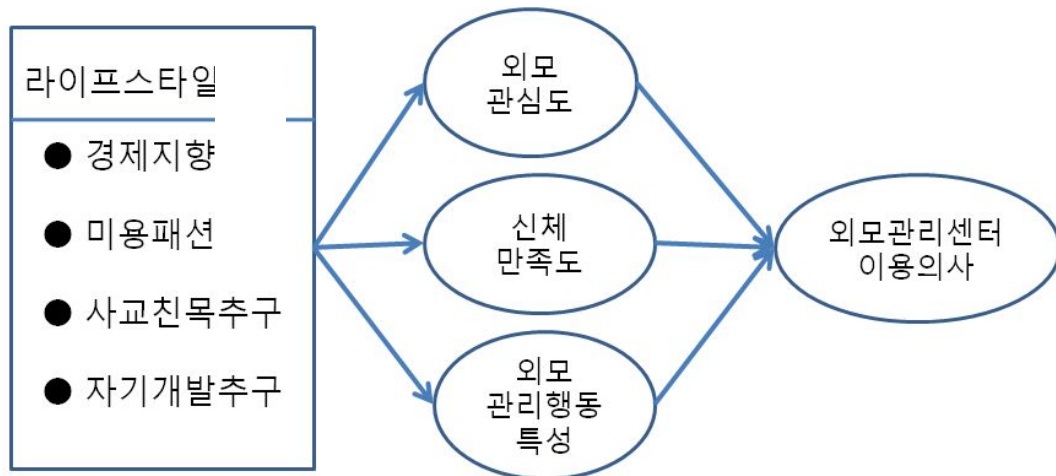 라이프스타일
● 경제지향
● 미용패션
● 사교친목추구
● 자기개발추구
외모
관심도
신체
만족도
외모
관리행동
특성
외모관리센터
이용의사